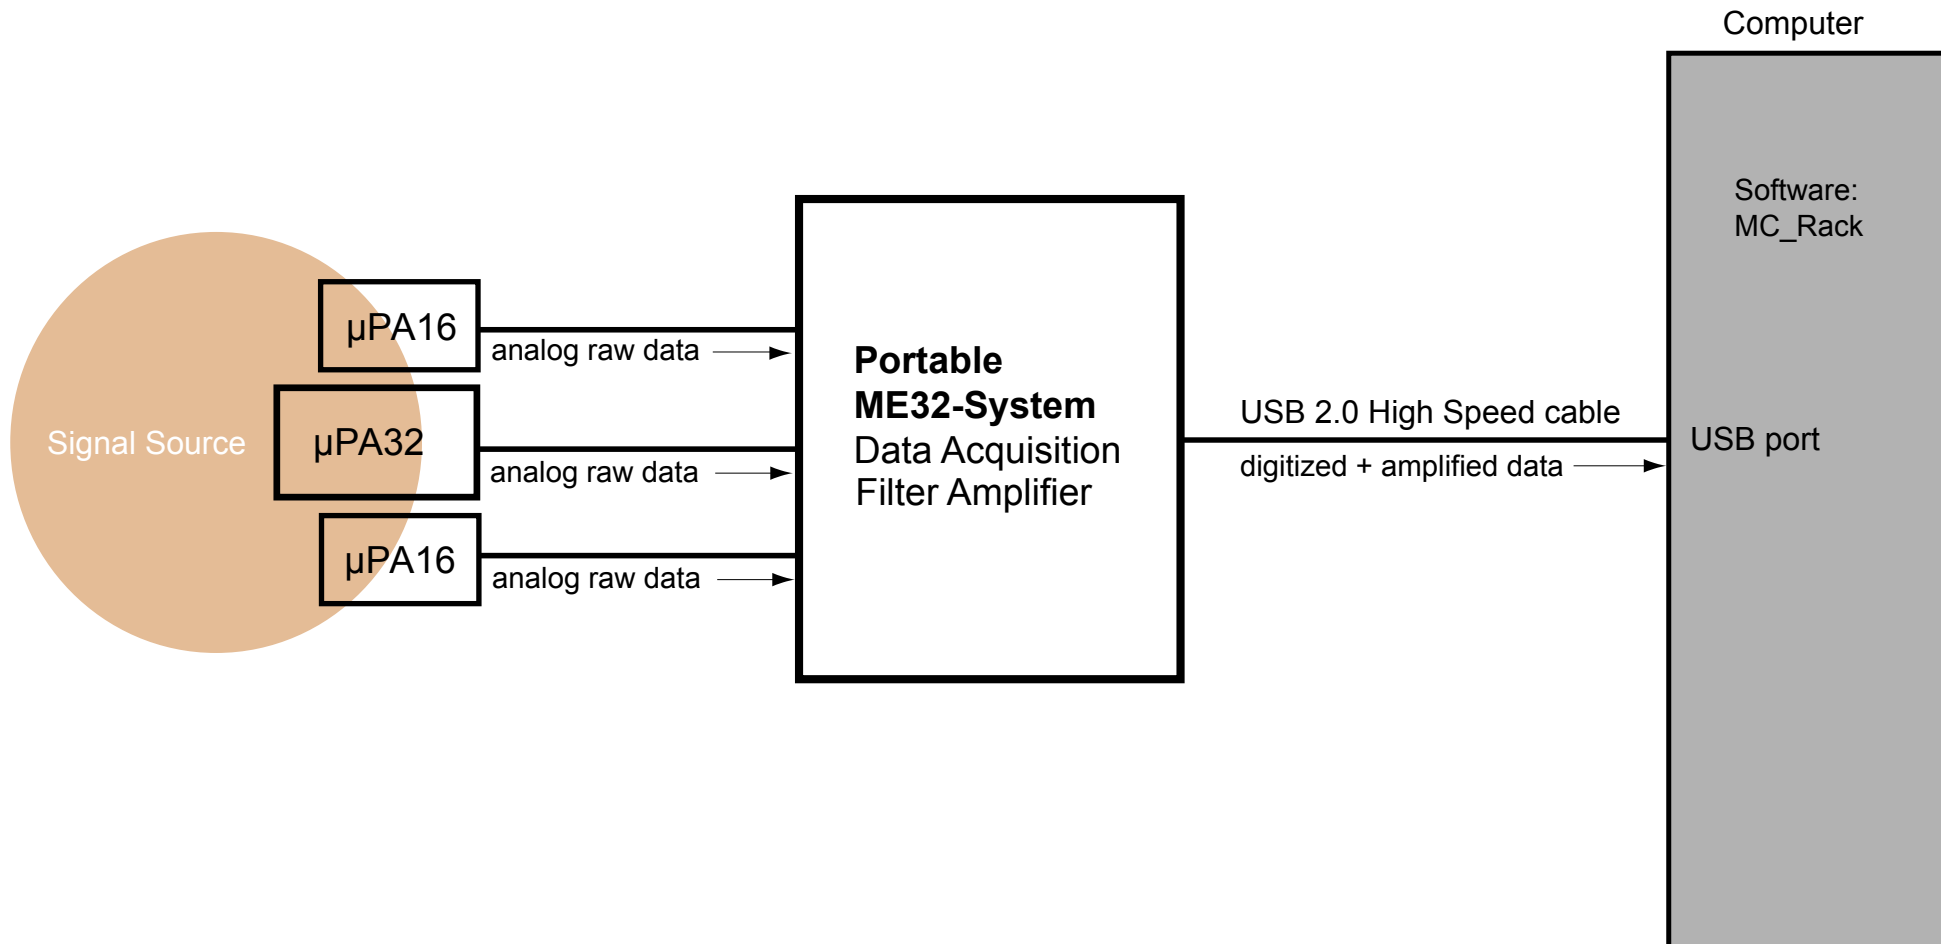 Computer
Software:
MC_Rack
Signal Source
µPA16
analog raw data
µPA32
analog raw data
µPA16
analog raw data
Portable
ME32-System
Data Acquisition
Filter Amplifier
USB 2.0 High Speed cable
digitized + amplified data
USB port